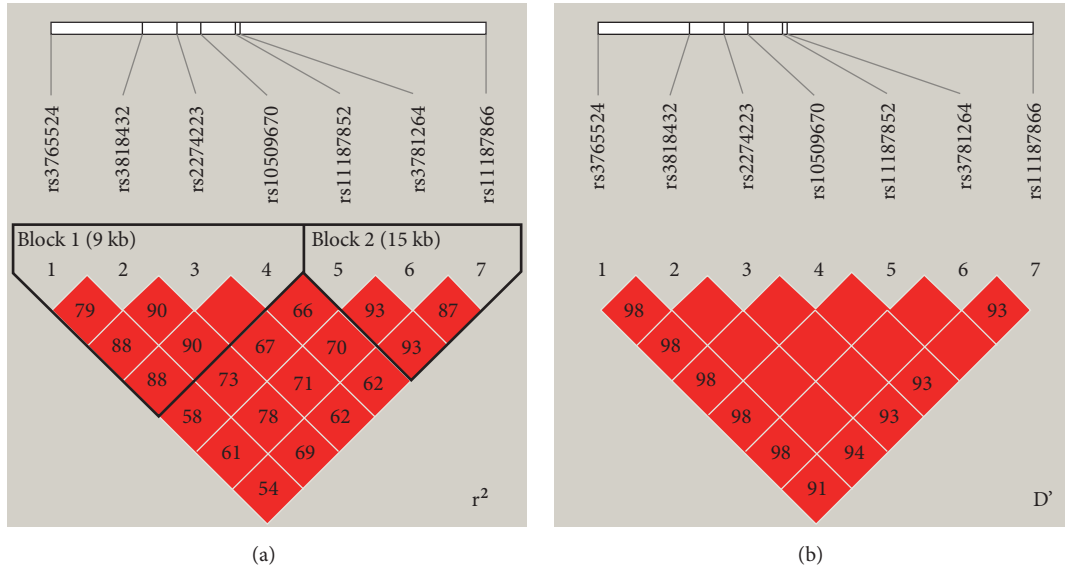 rs3765524 rs3818432 rs2274223 rs10509670 rs11187852 rs3781264 rs11187866
Block 1 (9 kb) Block 2 (15 kb)
1 2 3 4 5 6 7
79 90 66 93 87
88 90 67 70 93
88 73 71 62
58 78 62
61 69
54
r²
(a)
rs3765524 rs3818432 rs2274223 rs10509670 rs11187852 rs3781264 rs11187866
1 2 3 4 5 6 7
98 93
98
98 93
98 93
98 94
91
D'
(b)